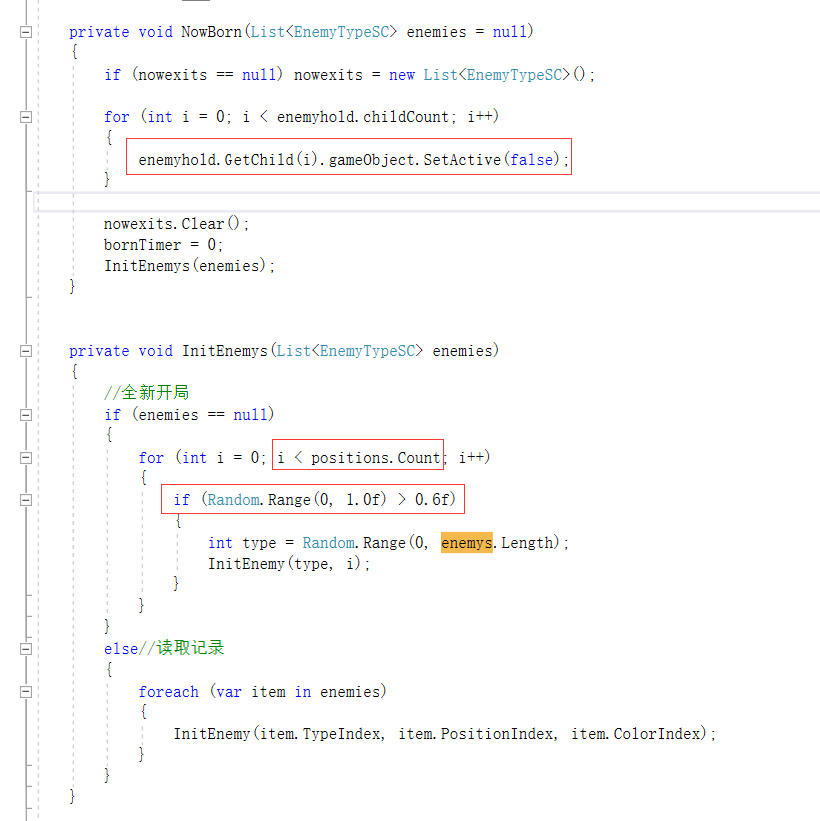 private void NowBorn(List<EnemyTypeSC> enemies = null)
{
if (nowexits == null) nowexits = new List<EnemyTypeSC>();
for (int i = 0; i < enemyhold.childCount; i++)
{
enemyhold.GetChild(i).gameObject.SetActive(false);
}
nowexits.Clear();
bornTimer = 0;
InitEnemys(enemies);
}
private void InitEnemys(List<EnemyTypeSC> enemies)
{
//全新开局
if (enemies == null)
{
for (int i = 0; i < positions.Count; i++)
{
if (Random.Range(0, 1.0f) > 0.6f)
{
int type = Random.Range(0, enemys.Length);
InitEnemy(type, i);
}
}
}
else//读取记录
{
foreach (var item in enemies)
{
InitEnemy(item.TypeIndex, item.PositionIndex, item.ColorIndex);
}
}
}